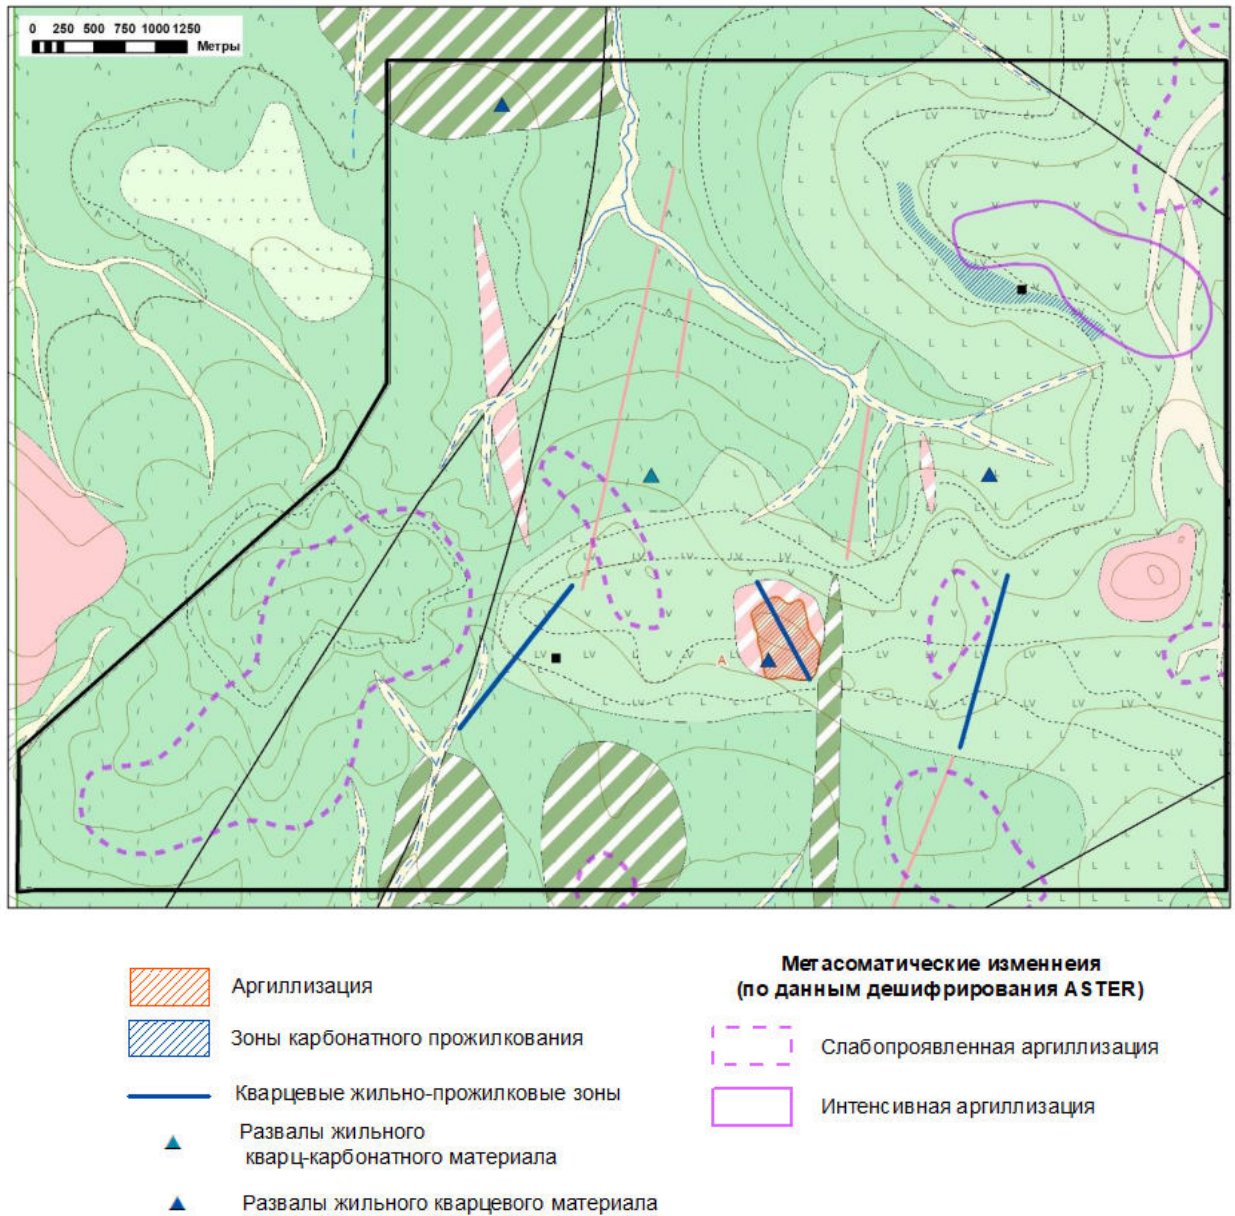 0 250 500 750 1000 1250
Метры
А
Аргиллизация
Зоны карбонатного прожилкования
Кварцевые жильно-прожилковые зоны
Развалы жильного
кварц-карбонатного материала
Развалы жильного кварцевого материала
Метасоматические изменнеия
(по данным дешифрирования ASTER)
Слабопроявленная аргиллизация
Интенсивная аргиллизация